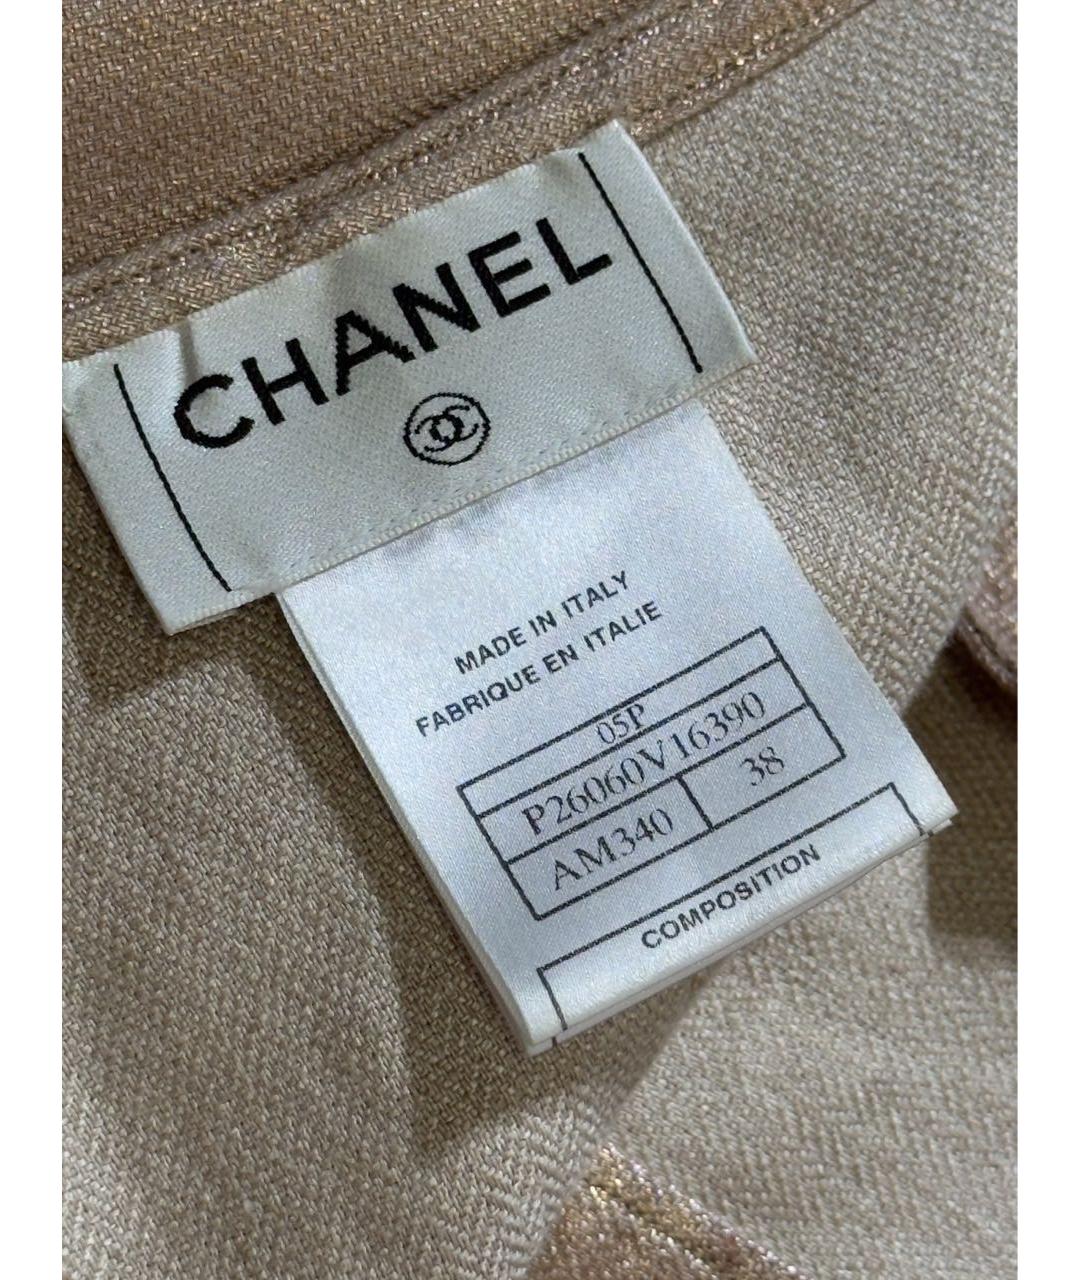 CHANEL
MADE IN ITALY
FABRIQUE EN ITALIE
05P
P26060V16390
AM340 38
COMPOSITION